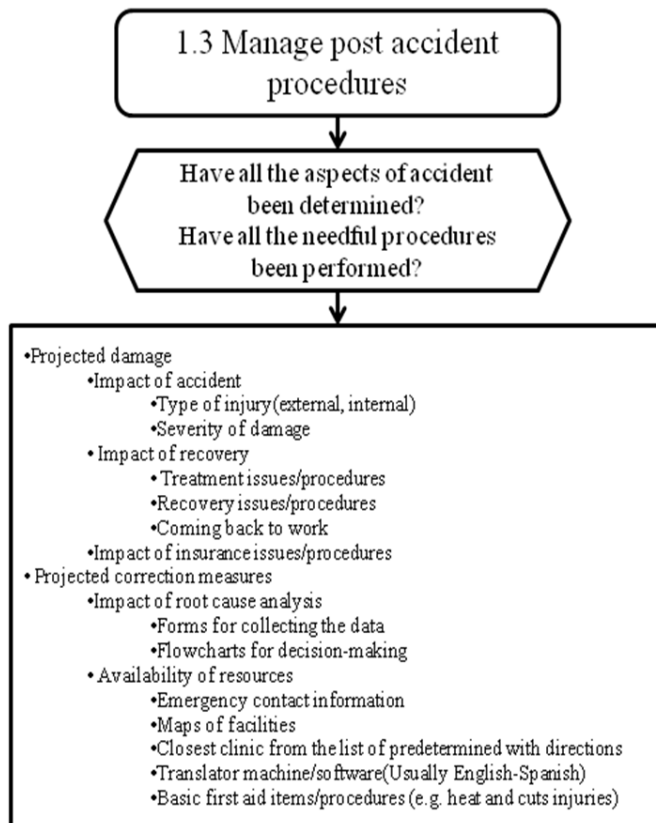 1.3 Manage post accident
procedures
Have all the aspects of accident
been determined?
Have all the needful procedures
been performed?
•Projected damage
•Impact of accident
•Type of injury(external, internal)
•Severity of damage
•Impact of recovery
• Treatment issues/procedures
•Recovery issues/procedures
•Coming back to work
•Impact of insurance issues/procedures
• Projected correction measures
•Impact of root cause analysis
•Forms for collecting the data
•Flowcharts for decision-making
•Availability of resources
•Emergency contact information
•Maps of facilities
•Closest clinic from the list of predetermined with directions
•Translator machine/software(Usually English-Spanish)
•Basic first aid items/procedures (e.g. heat and cuts injuries)